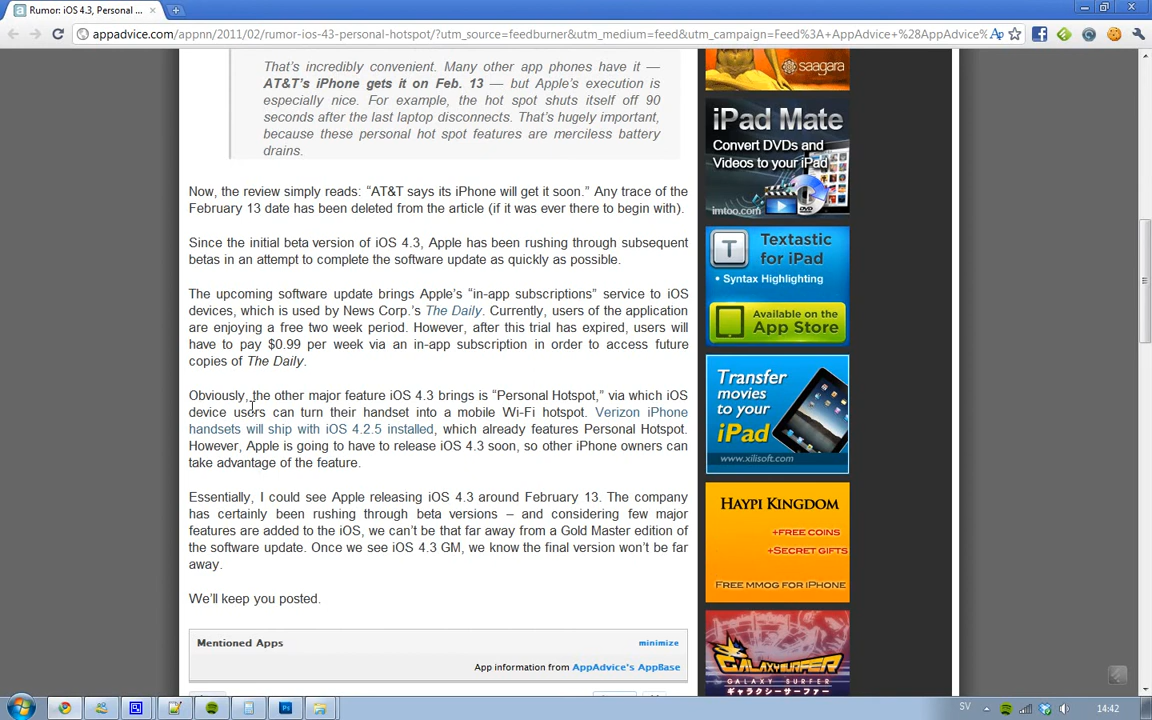 Rumor: iOS 4.3, Personal ...
appadvice.com/appnn/2011/02/rumor-ios-43-personal-hotspot/?utm_source=feedburner&utm_medium=feed&utm_campaign=Feed%3A+AppAdvice+%28AppAdvice%
That's incredibly convenient. Many other app phones have it —
AT&T's iPhone gets it on Feb. 13 — but Apple's execution is
especially nice. For example, the hot spot shuts itself off 90
seconds after the last laptop disconnects. That's hugely important,
because these personal hot spot features are merciless battery
drains.
Now, the review simply reads: “AT&T says its iPhone will get it soon.” Any trace of the
February 13 date has been deleted from the article (if it was ever there to begin with).
Since the initial beta version of iOS 4.3, Apple has been rushing through subsequent
betas in an attempt to complete the software update as quickly as possible.
The upcoming software update brings Apple's “in-app subscriptions” service to iOS
devices, which is used by News Corp.'s The Daily. Currently, users of the application
are enjoying a free two week period. However, after this trial has expired, users will
have to pay $0.99 per week via an in-app subscription in order to access future
copies of The Daily.
Obviously, the other major feature iOS 4.3 brings is “Personal Hotspot,” via which iOS
device users can turn their handset into a mobile Wi-Fi hotspot. Verizon iPhone
handsets will ship with iOS 4.2.5 installed, which already features Personal Hotspot.
However, Apple is going to have to release iOS 4.3 soon, so other iPhone owners can
take advantage of the feature.
Essentially, I could see Apple releasing iOS 4.3 around February 13. The company
has certainly been rushing through beta versions – and considering few major
features are added to the iOS, we can't be that far away from a Gold Master edition of
the software update. Once we see iOS 4.3 GM, we know the final version won't be far
away.
We'll keep you posted.
Mentioned Apps
minimize
App information from AppAdvice's AppBase
saagara
iPad Mate
Convert DVDs and
Videos to your iPad
imtoo.com
DVD
T
Textastic
for iPad
• Syntax Highlighting
Available on the
App Store
Transfer
movies
to your
iPad
www.xilisoft.com
HAYPI KINGDOM
+FREE COINS
+SECRET GIFTS
FREE MMOG FOR IPHONE
GALAXY SURFER
GALAXY SURFER
ギャラクシーサーファー
SV
14:42